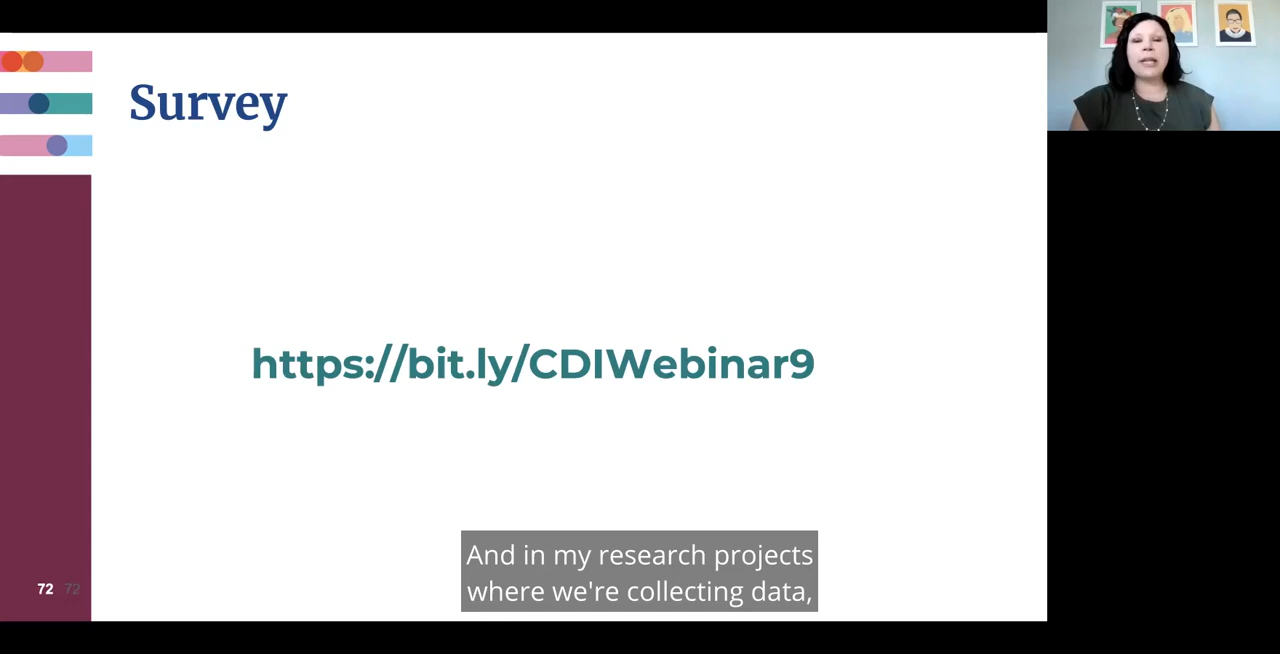 Survey
https://bit.ly/CDIWebinar9
And in my research projects
where we're collecting data,
72 72